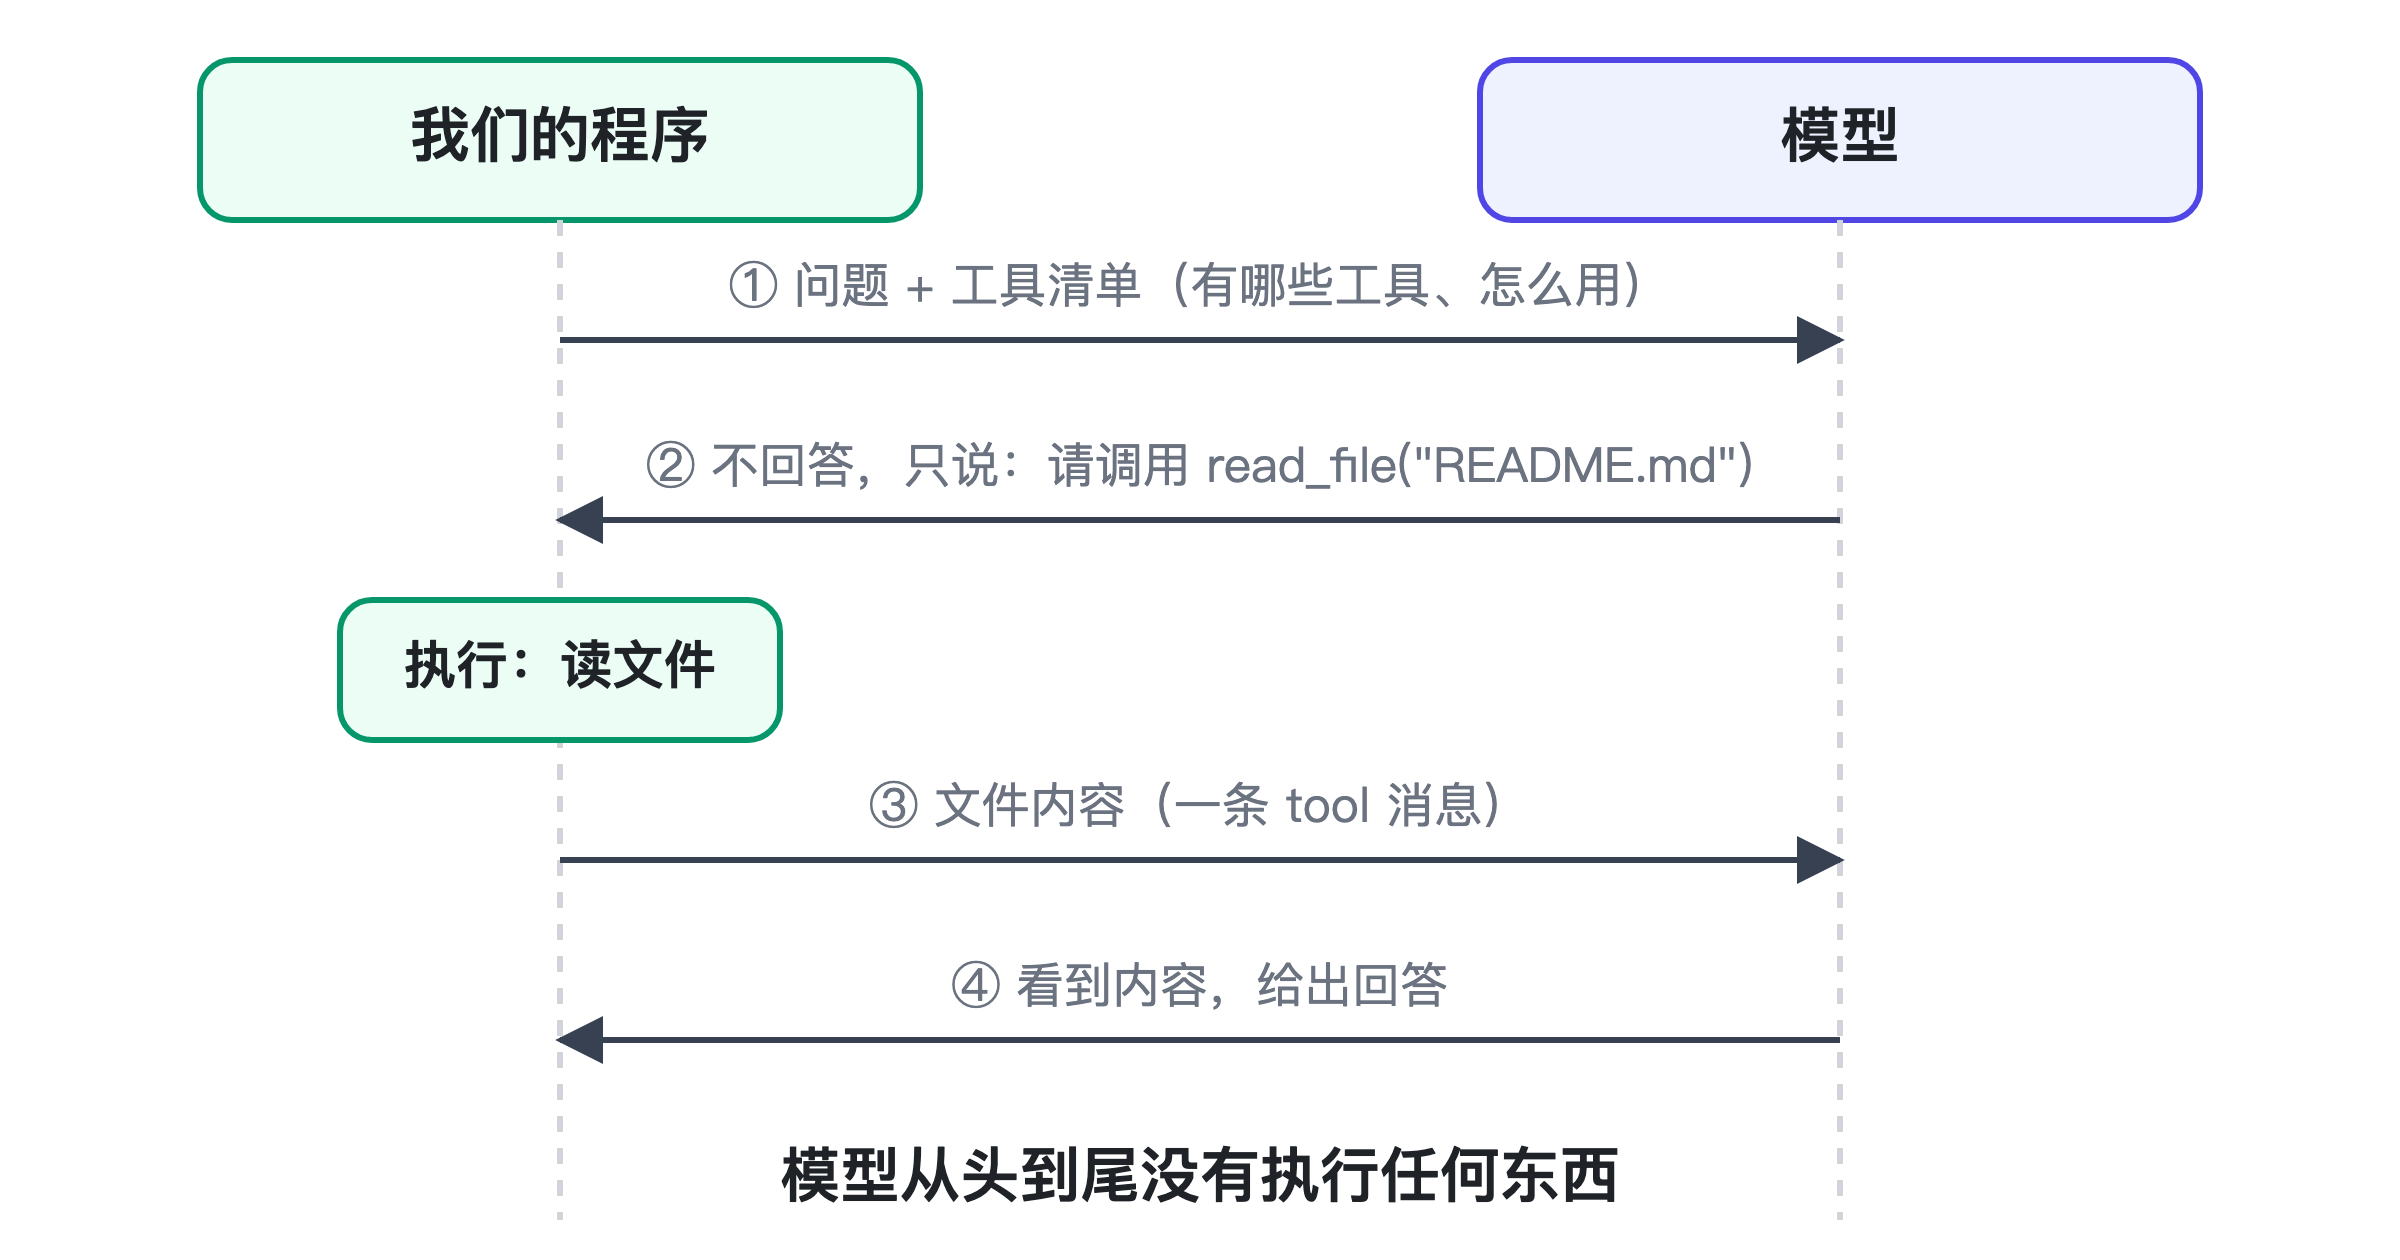 我们的程序
模型
① 问题 + 工具清单（有哪些工具、怎么用）
② 不回答，只说：请调用 read_file("README.md")
执行：读文件
③ 文件内容（一条 tool 消息）
④ 看到内容，给出回答
模型从头到尾没有执行任何东西